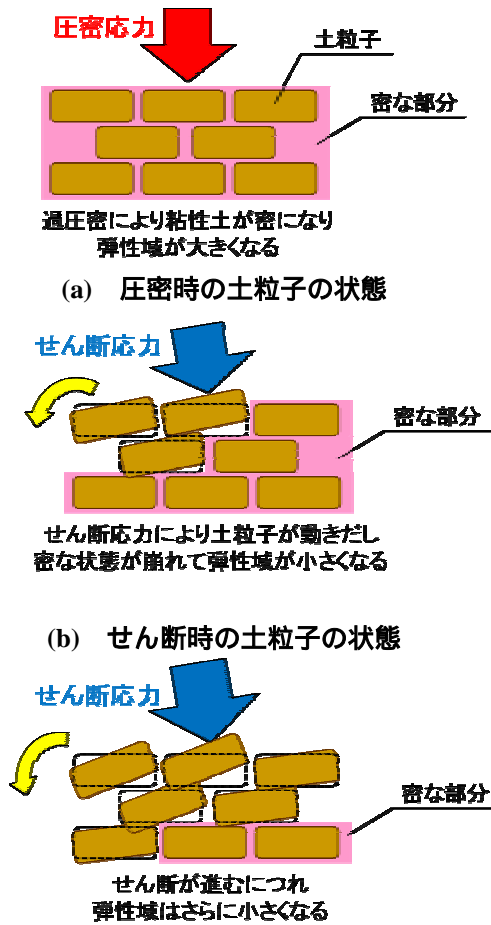 圧密応力
土粒子
密な部分
過圧密により粘性土が密になり
弾性域が大きくなる
(a) 圧密時の土粒子の状態
せん断応力
密な部分
せん断応力により土粒子が動きだし
密な状態が崩れて弾性域が小さくなる
(b) せん断時の土粒子の状態
せん断応力
密な部分
せん断が進むにつれ
弾性域はさらに小さくなる